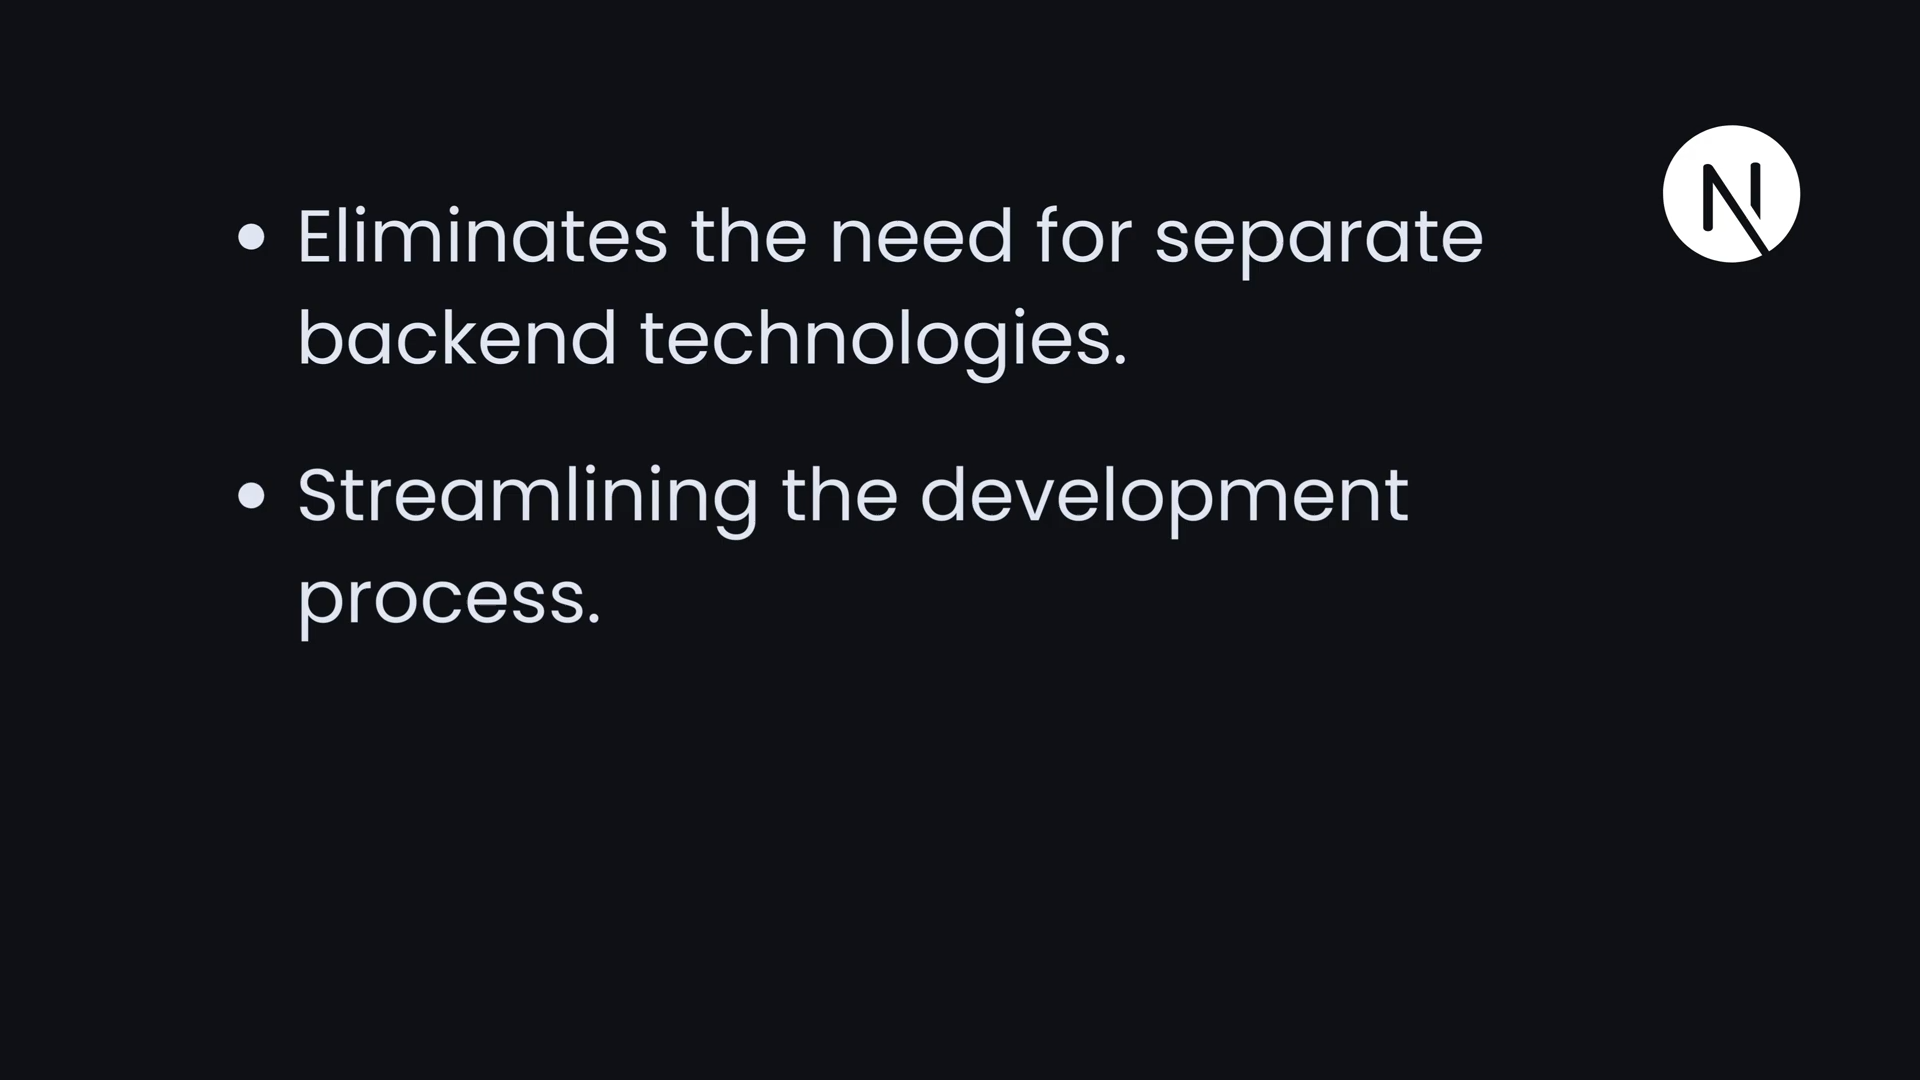 • Eliminates the need for separate
backend technologies.
• Streamlining the development
process.
N